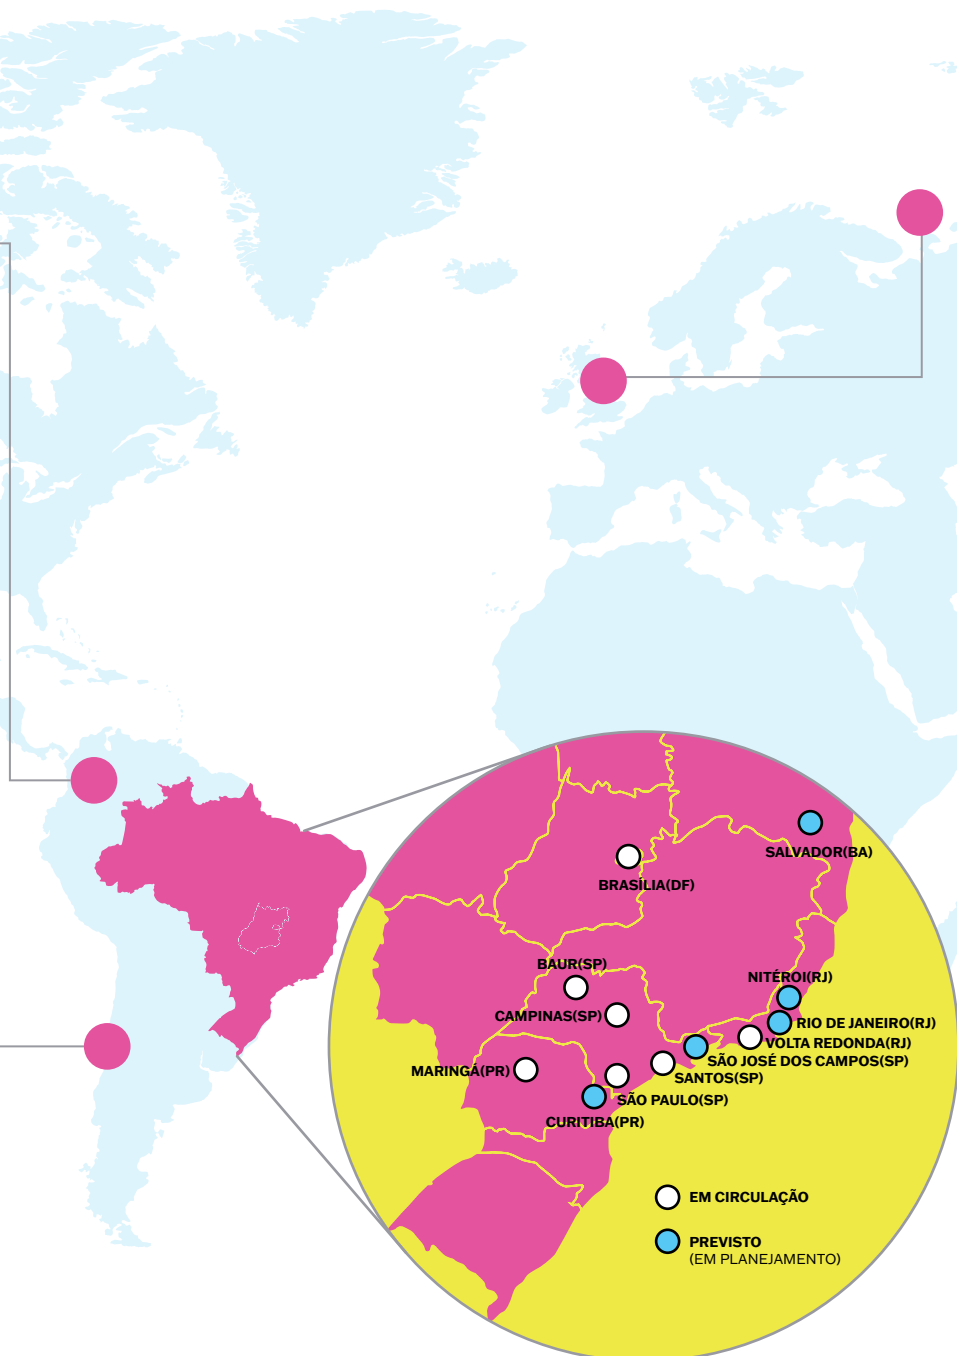 SALVADOR(BA)
BRASÍLIA(DF)
BAUR(SP)
NITÉROI(RJ)
CAMPINAS(SP)
RIO DE JANEIRO(RJ)
VOLTA REDONDA(RJ)
SÃO JOSÉ DOS CAMPOS(SP)
MARINGÁ(PR)
SANTOS(SP)
SÃO PAULO(SP)
CURITIBA(PR)
EM CIRCULAÇÃO
PREVISTO
(EM PLANEJAMENTO)